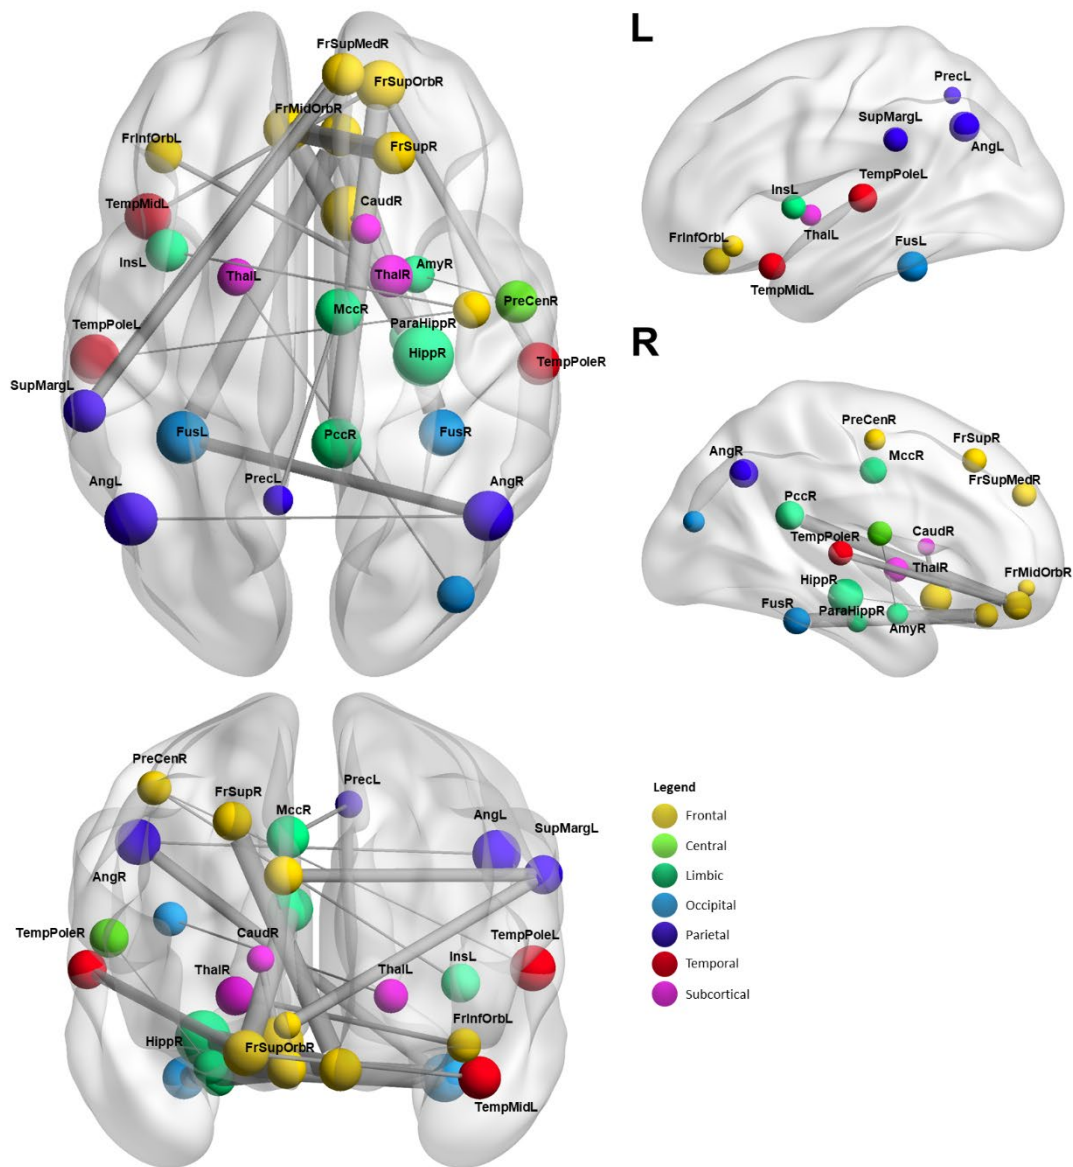 FrSupMedR
FrSupOrbR
FrMidOrbR
FrInfOrbL
FrSupR
TempMidL
CaudR
InsL
ThalL
ThalR
AmyR
PreCenR
MccR
TempPoleL
ParaHippR
HippR
TempPoleR
SupMargL
FusL
PccR
FusR
AngL
PrecL
AngR
L
PrecL
SupMargL
AngL
TempPoleL
InsL
ThalL
FrInfOrbL
FusL
TempMidL
R
PreCenR
FrSupR
AngR
MccR
FrSupMedR
PccR
CaudR
TempPoleR
ThalR
HippR
FrMidOrbR
FusR
ParaHippR
AmyR
PreCenR
FrSupR
PrecL
MccR
AngL
SupMargL
AngR
TempPoleR
CaudR
TempPoleL
ThalR
ThalL
InsL
HippR
FrInfOrbL
FrSupOrbR
TempMidL
Legend
Frontal
Central
Limbic
Occipital
Parietal
Temporal
Subcortical